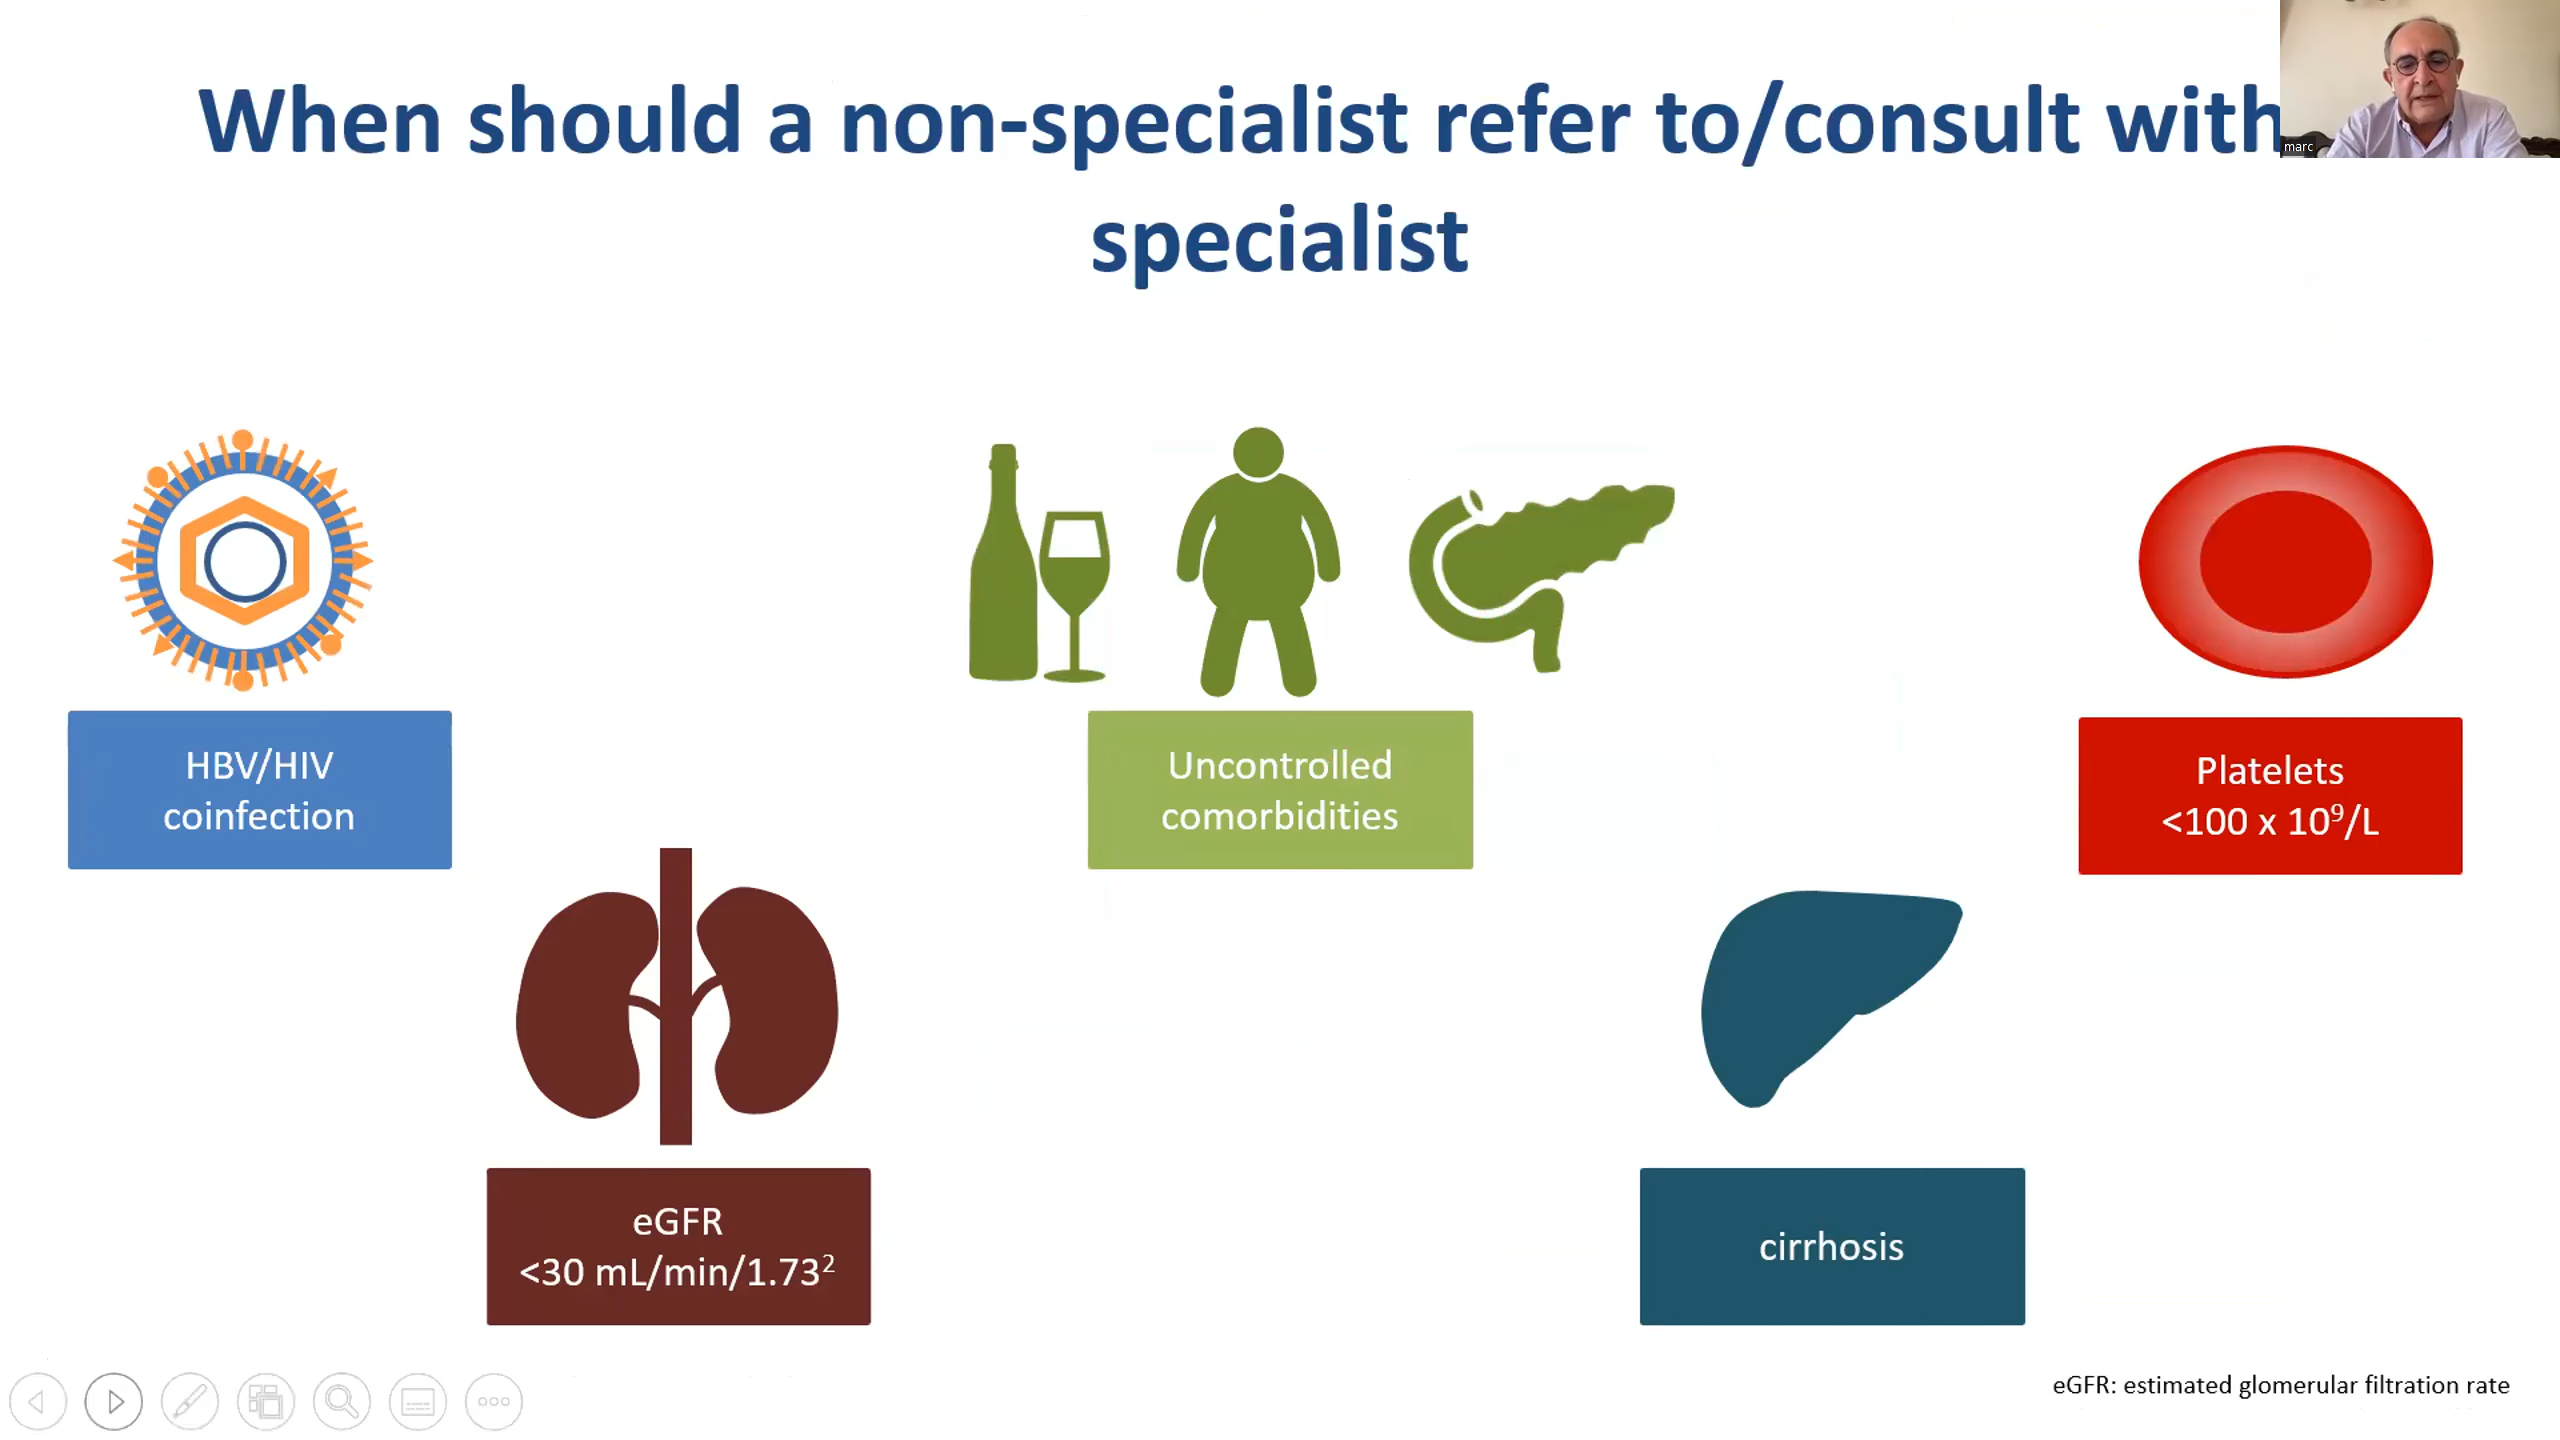 When should a non-specialist refer to/consult with
specialist
marc
HBV/HIV
coinfection
Uncontrolled
comorbidities
Platelets
<100 x 10⁹/L
eGFR
<30 mL/min/1.73²
cirrhosis
eGFR: estimated glomerular filtration rate